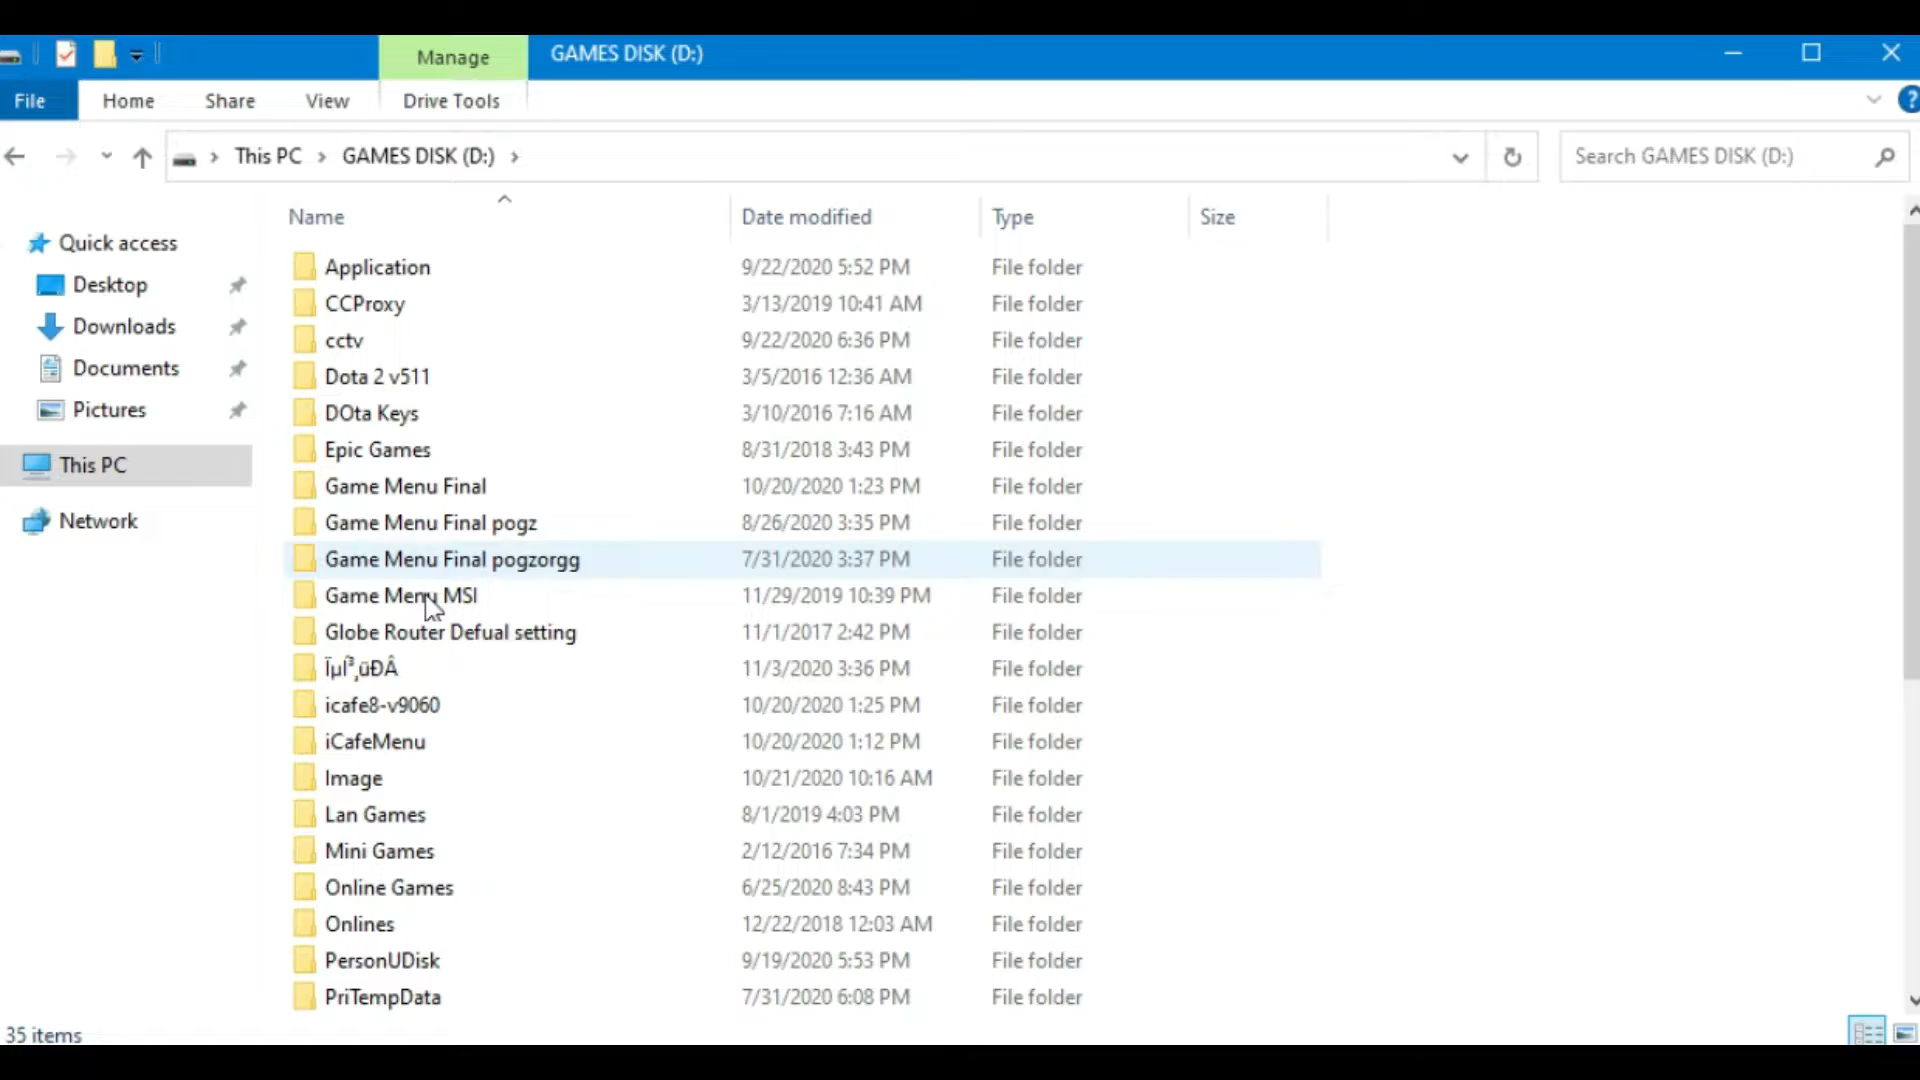 Manage
GAMES DISK (D:)
File
Home
Share
View
Drive Tools
?
This PC
GAMES DISK (D:)
Search GAMES DISK (D:)
Name
Date modified
Type
Size
Quick access
Desktop
Downloads
Documents
Pictures
This PC
Network
Application 9/22/2020 5:52 PM File folder
CCProxy 3/13/2019 10:41 AM File folder
cctv 9/22/2020 6:36 PM File folder
Dota 2 v511 3/5/2016 12:36 AM File folder
DOta Keys 3/10/2016 7:16 AM File folder
Epic Games 8/31/2018 3:43 PM File folder
Game Menu Final 10/20/2020 1:23 PM File folder
Game Menu Final pogz 8/26/2020 3:35 PM File folder
Game Menu Final pogzorgg 7/31/2020 3:37 PM File folder
Game Menu MSI 11/29/2019 10:39 PM File folder
Globe Router Defual setting 11/1/2017 2:42 PM File folder
ÏµÍ³¸üÐÂ 11/3/2020 3:36 PM File folder
icafe8-v9060 10/20/2020 1:25 PM File folder
iCafeMenu 10/20/2020 1:12 PM File folder
Image 10/21/2020 10:16 AM File folder
Lan Games 8/1/2019 4:03 PM File folder
Mini Games 2/12/2016 7:34 PM File folder
Online Games 6/25/2020 8:43 PM File folder
Onlines 12/22/2018 12:03 AM File folder
PersonUDisk 9/19/2020 5:53 PM File folder
PriTempData 7/31/2020 6:08 PM File folder
35 items